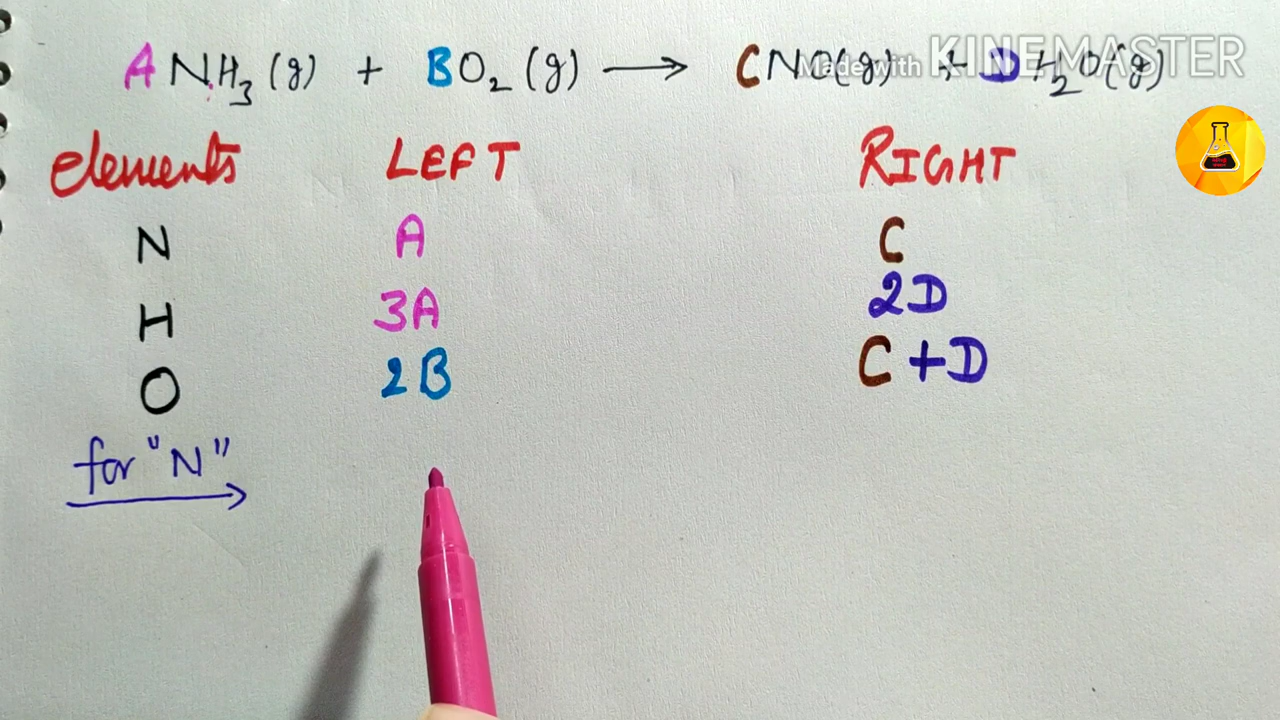 A NH₃ (g) + B O₂ (g) → C NO(g) + D H₂O(g)
Made with KINEMASTER
elements LEFT RIGHT
N A C
H 3A 2D
O 2B C + D
for "N"